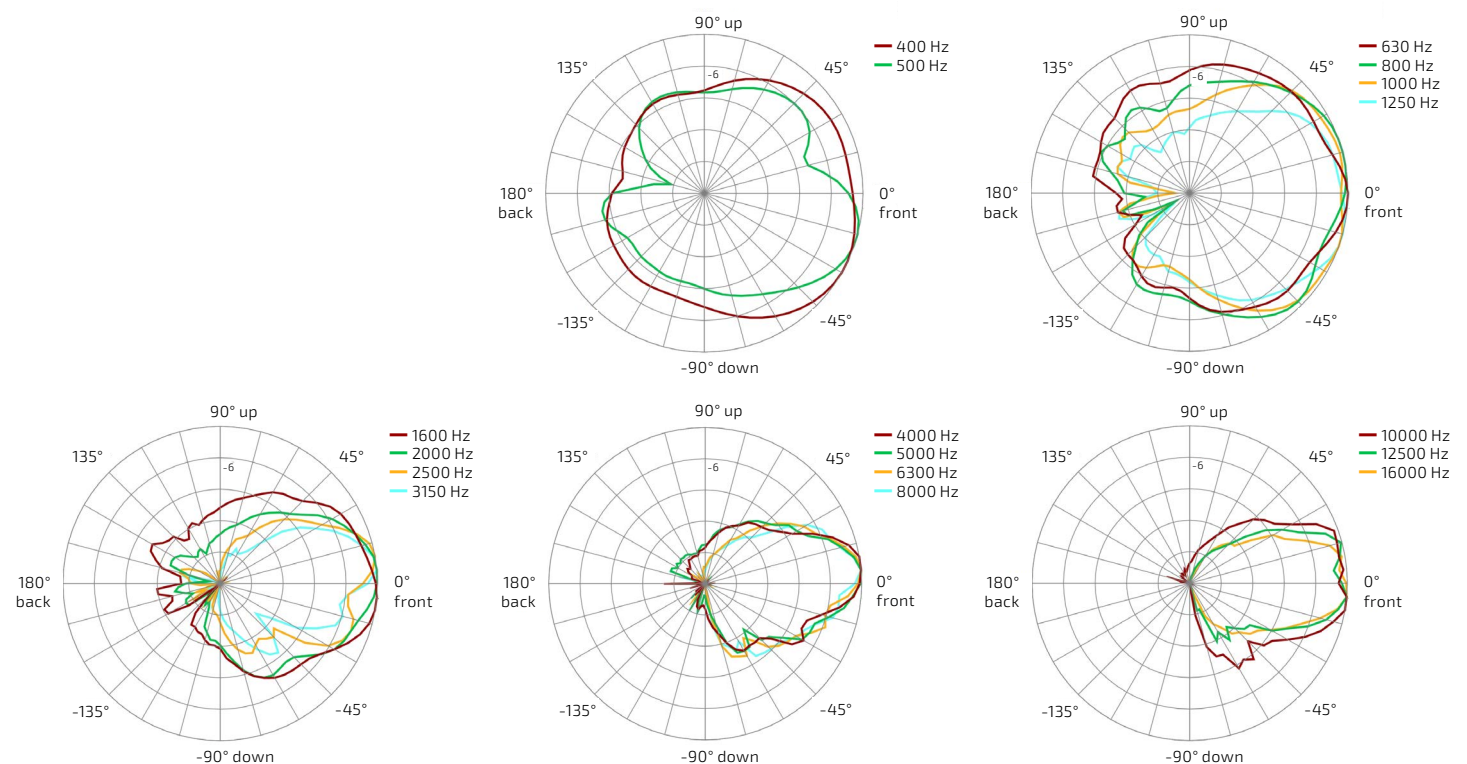 90° up
400 Hz
500 Hz
-6
135°
45°
180°
back
0°
front
-135°
-45°
-90° down
90° up
630 Hz
800 Hz
1000 Hz
1250 Hz
-6
135°
45°
180°
back
0°
front
-135°
-45°
-90° down
90° up
1600 Hz
2000 Hz
2500 Hz
3150 Hz
-6
135°
45°
180°
back
0°
front
-135°
-45°
-90° down
90° up
4000 Hz
5000 Hz
6300 Hz
8000 Hz
-6
135°
45°
180°
back
0°
front
-135°
-45°
-90° down
90° up
10000 Hz
12500 Hz
16000 Hz
-6
135°
45°
180°
back
0°
front
-135°
-45°
-90° down